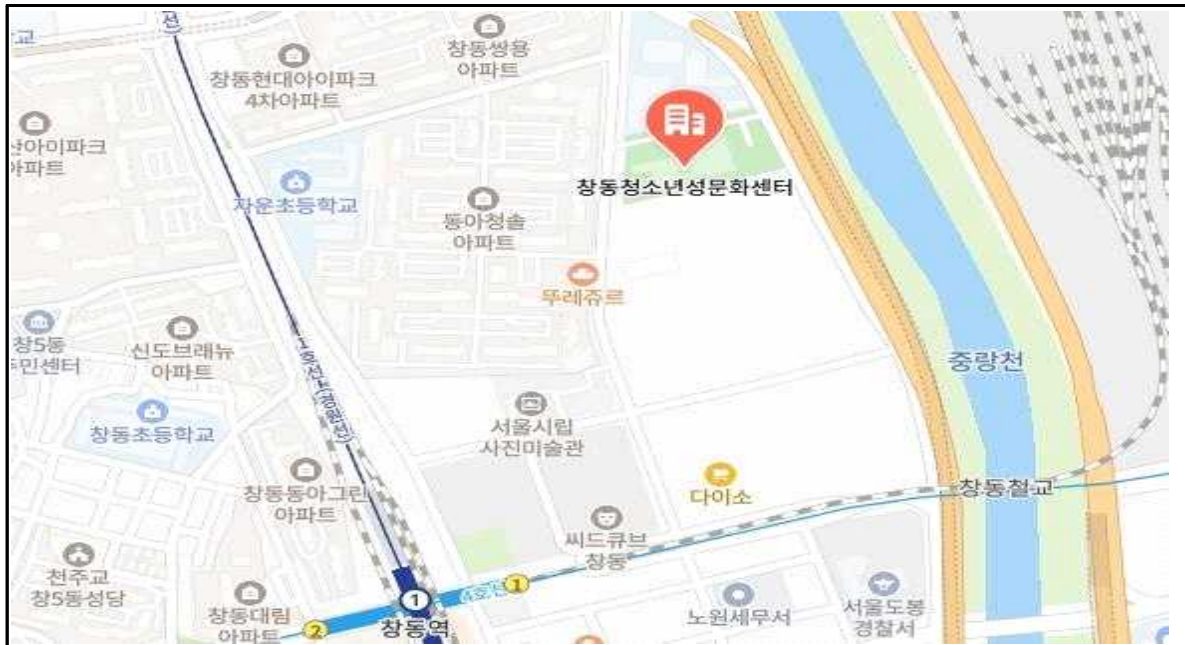 창동쌍용
아파트
창동현대아이파크
4차아파트
아이파크
아파트
창동청소년성문화센터
자운초등학교
동아청솔
아파트
뚜레쥬르
창5동
주민센터
신도브래뉴
아파트
1호선(경원선)
중랑천
창동초등학교
서울시립
사진미술관
창동동아그린
아파트
다이소
창동철교
씨드큐브
창동
천주교
창5동성당
창동대림
아파트
1
4호선
1
2
창동역
노원세무서
서울도봉
경찰서